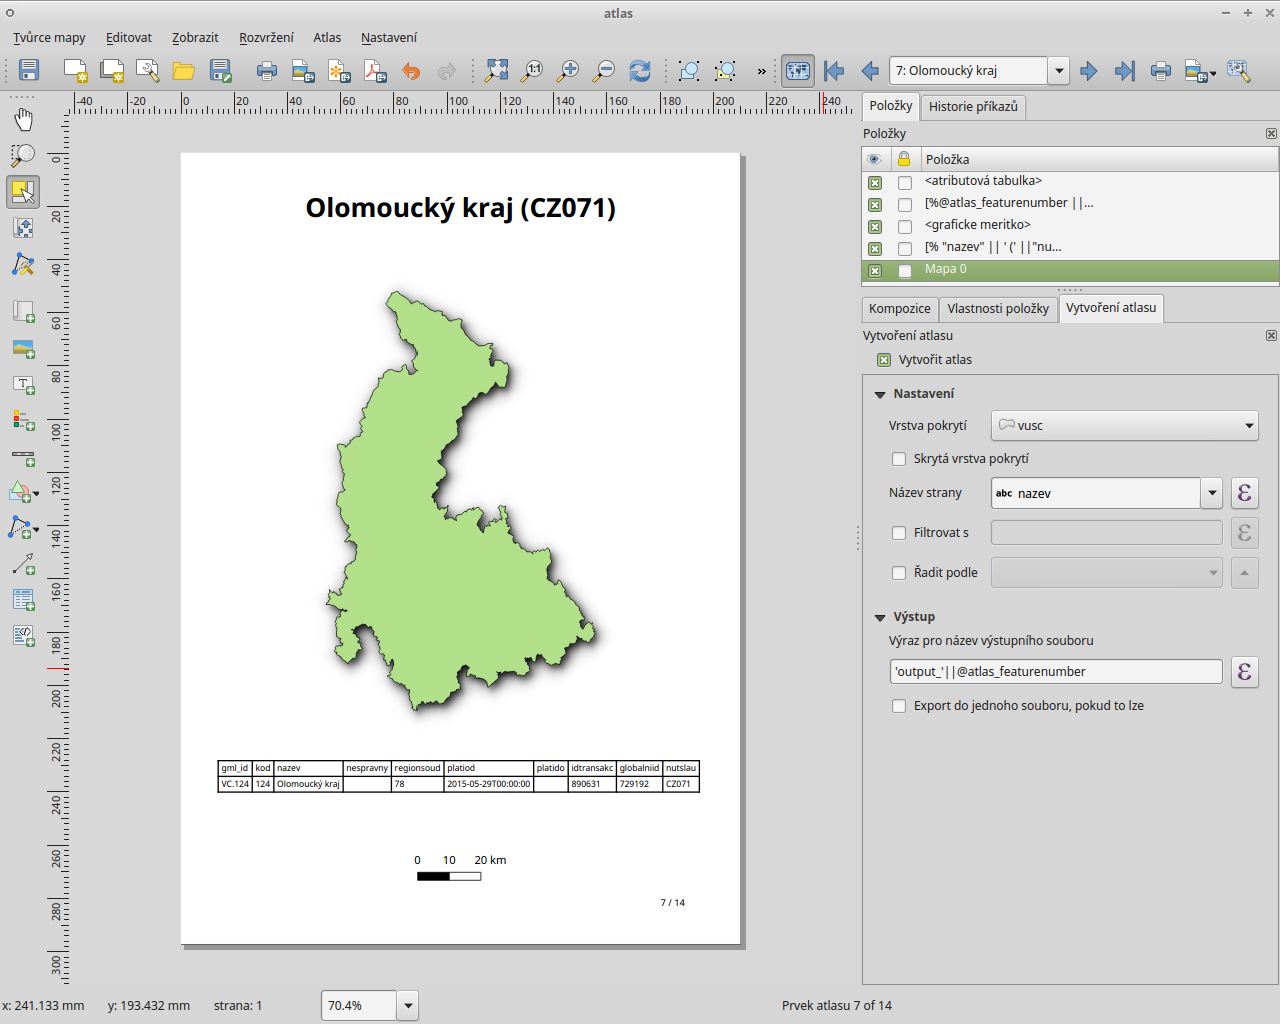 atlas
Tvůrce mapy Editovat Zobrazit Rozvržení Atlas Nastavení
1:1 » 7: Olomoucký kraj
-40 -20 0 20 40 60 80 100 120 140 160 180 200 220 240
0 20 40 60 80 100 120 140 160 180 200 220 240 260 280 300
Olomoucký kraj (CZ071)
gml_id kod nazev nespravny regionsoud platiod platido idtransakc globalniid nutslau
VC.124 124 Olomoucký kraj 78 2015-05-29T00:00:00 890631 729192 CZ071
0 10 20 km
7 / 14
Položky Historie příkazů
Položky
Položka
<atributová tabulka>
[%@atlas_featurenumber ||...
<graficke meritko>
[% "nazev" || ' (' ||"nu...
Mapa 0
Kompozice Vlastnosti položky Vytvoření atlasu
Vytvoření atlasu
Vytvořit atlas
Nastavení
Vrstva pokrytí vusc
Skrytá vrstva pokrytí
Název strany abc nazev ε
Filtrovat s ε
Řadit podle
Výstup
Výraz pro název výstupního souboru
'output_'||@atlas_featurenumber ε
Export do jednoho souboru, pokud to lze
x: 241.133 mm y: 193.432 mm strana: 1 70.4% Prvek atlasu 7 of 14